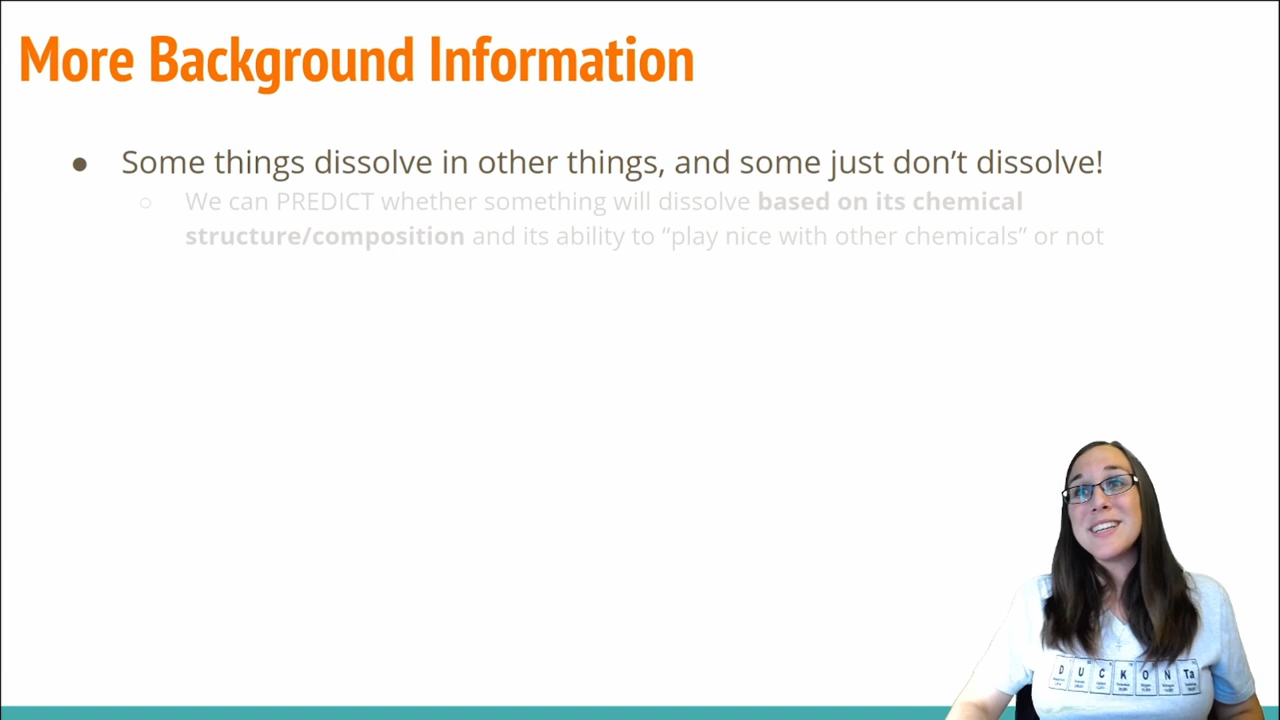 More Background Information
● Some things dissolve in other things, and some just don’t dissolve!
○ We can PREDICT whether something will dissolve based on its chemical
structure/composition and its ability to “play nice with other chemicals” or not
D U C K O N Ta